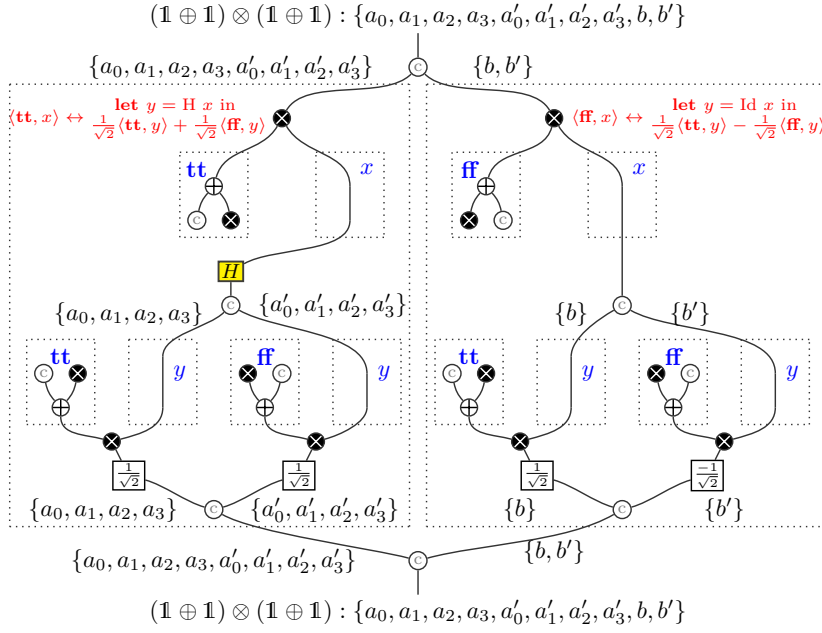 (𝟙 ⊕ 𝟙) ⊗ (𝟙 ⊕ 𝟙) : {a₀, a₁, a₂, a₃, a′₀, a′₁, a′₂, a′₃, b, b′}
C
{a₀, a₁, a₂, a₃, a′₀, a′₁, a′₂, a′₃} {b, b′}
⟨tt, x⟩ ↔ let y = H x in
1/√2 ⟨tt, y⟩ + 1/√2 ⟨ff, y⟩
⟨ff, x⟩ ↔ let y = Id x in
1/√2 ⟨tt, y⟩ − 1/√2 ⟨ff, y⟩
tt x ff x
C C
H
C C
{a₀, a₁, a₂, a₃} {a′₀, a′₁, a′₂, a′₃} {b} {b′}
tt y ff y tt y ff y
C C C C
1/√2 1/√2 1/√2 −1/√2
{a₀, a₁, a₂, a₃} C {a′₀, a′₁, a′₂, a′₃} {b} C {b′}
{a₀, a₁, a₂, a₃, a′₀, a′₁, a′₂, a′₃} C {b, b′}
(𝟙 ⊕ 𝟙) ⊗ (𝟙 ⊕ 𝟙) : {a₀, a₁, a₂, a₃, a′₀, a′₁, a′₂, a′₃, b, b′}